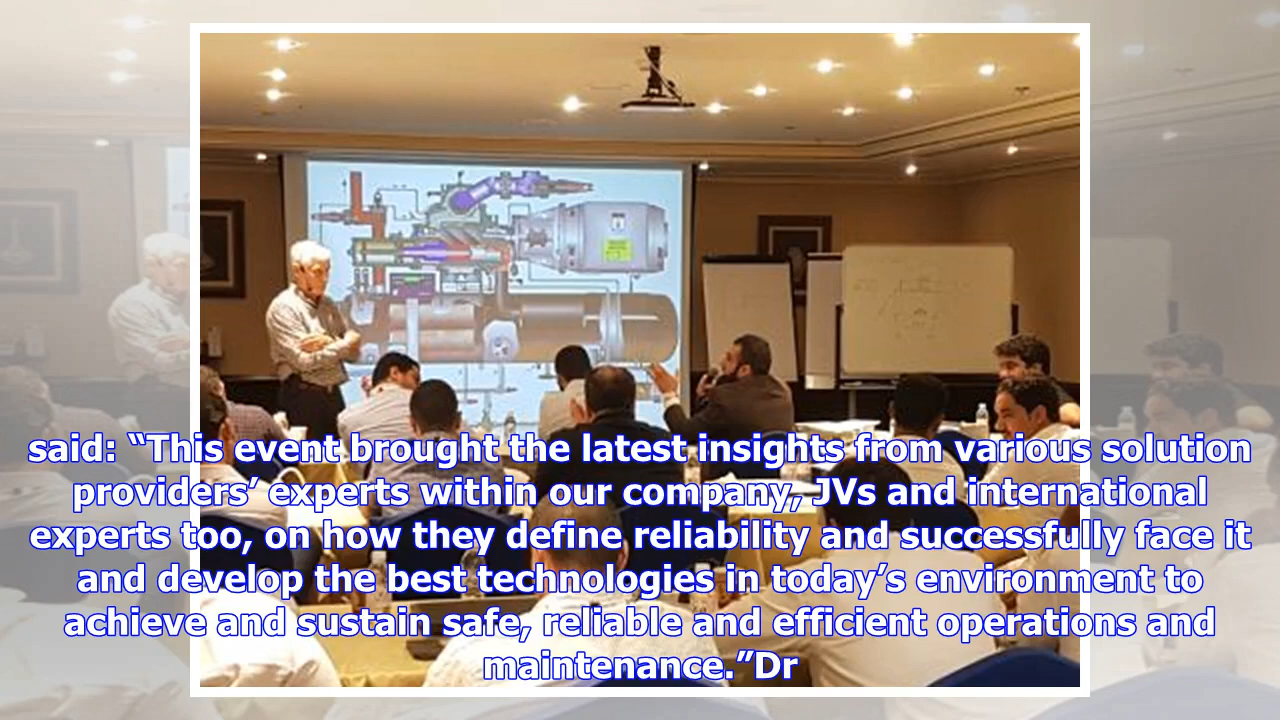 said: “This event brought the latest insights from various solution
providers’ experts within our company, JVs and international
experts too, on how they define reliability and successfully face it
and develop the best technologies in today’s environment to
achieve and sustain safe, reliable and efficient operations and
maintenance.”Dr